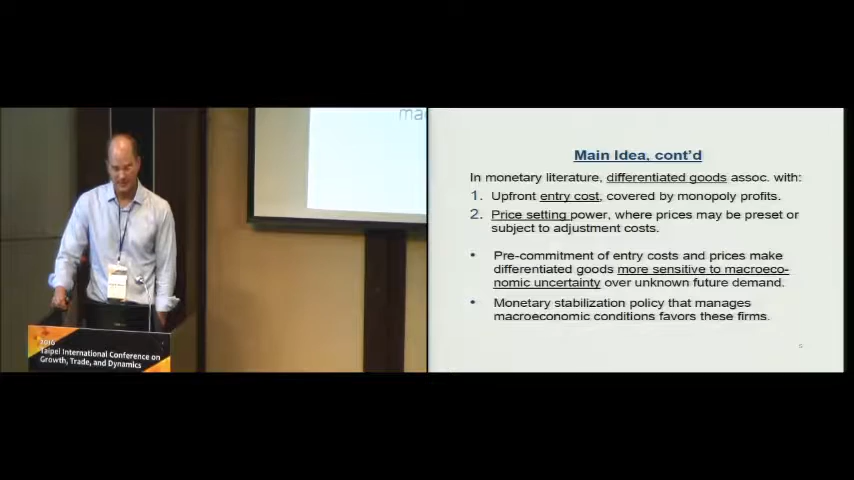 ma
Main Idea, cont'd
In monetary literature, differentiated goods assoc. with:
1. Upfront entry cost, covered by monopoly profits.
2. Price setting power, where prices may be preset or
subject to adjustment costs.
• Pre-commitment of entry costs and prices make
differentiated goods more sensitive to macroeco-
nomic uncertainty over unknown future demand.
• Monetary stabilization policy that manages
macroeconomic conditions favors these firms.
2016
Taipei International Conference on
Growth, Trade, and Dynamics